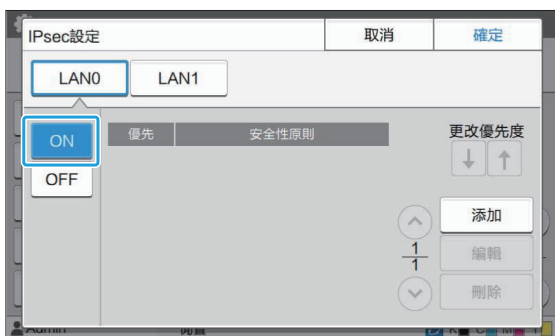 IPsec設定
取消
確定
LAN0
LAN1
ON
OFF
優先
安全性原則
更改優先度
↓ ↑
添加
1
1
編輯
刪除
Admin